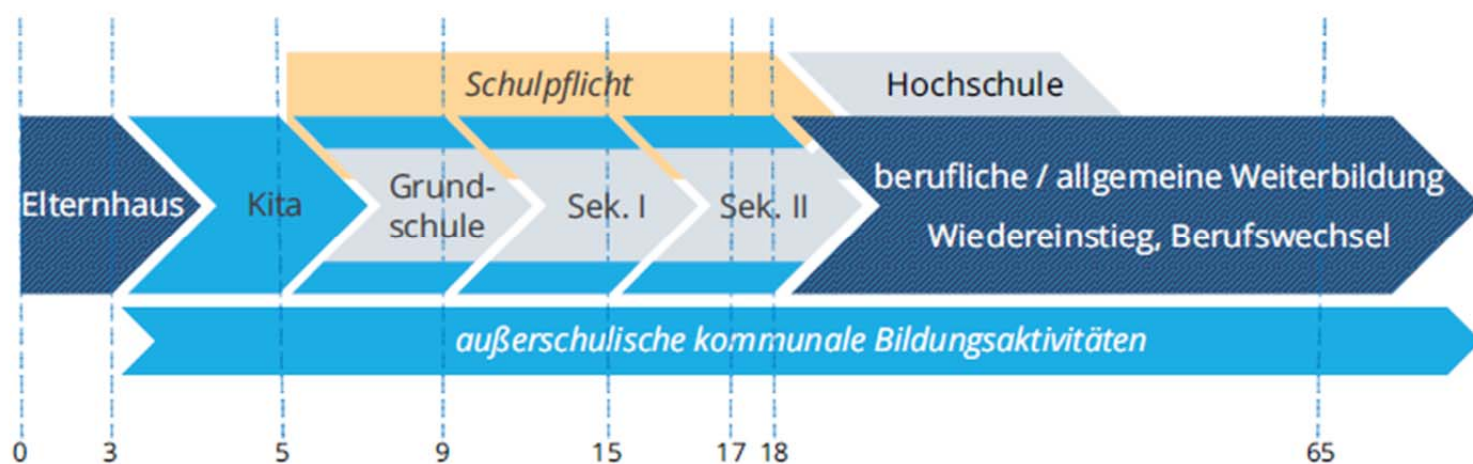 Schulpflicht
Hochschule
Elternhaus
Kita
Grund-
schule
Sek. I
Sek. II
berufliche / allgemeine Weiterbildung
Wiedereinstieg, Berufswechsel
außerschulische kommunale Bildungsaktivitäten
0 3 5 9 15 17 18 65